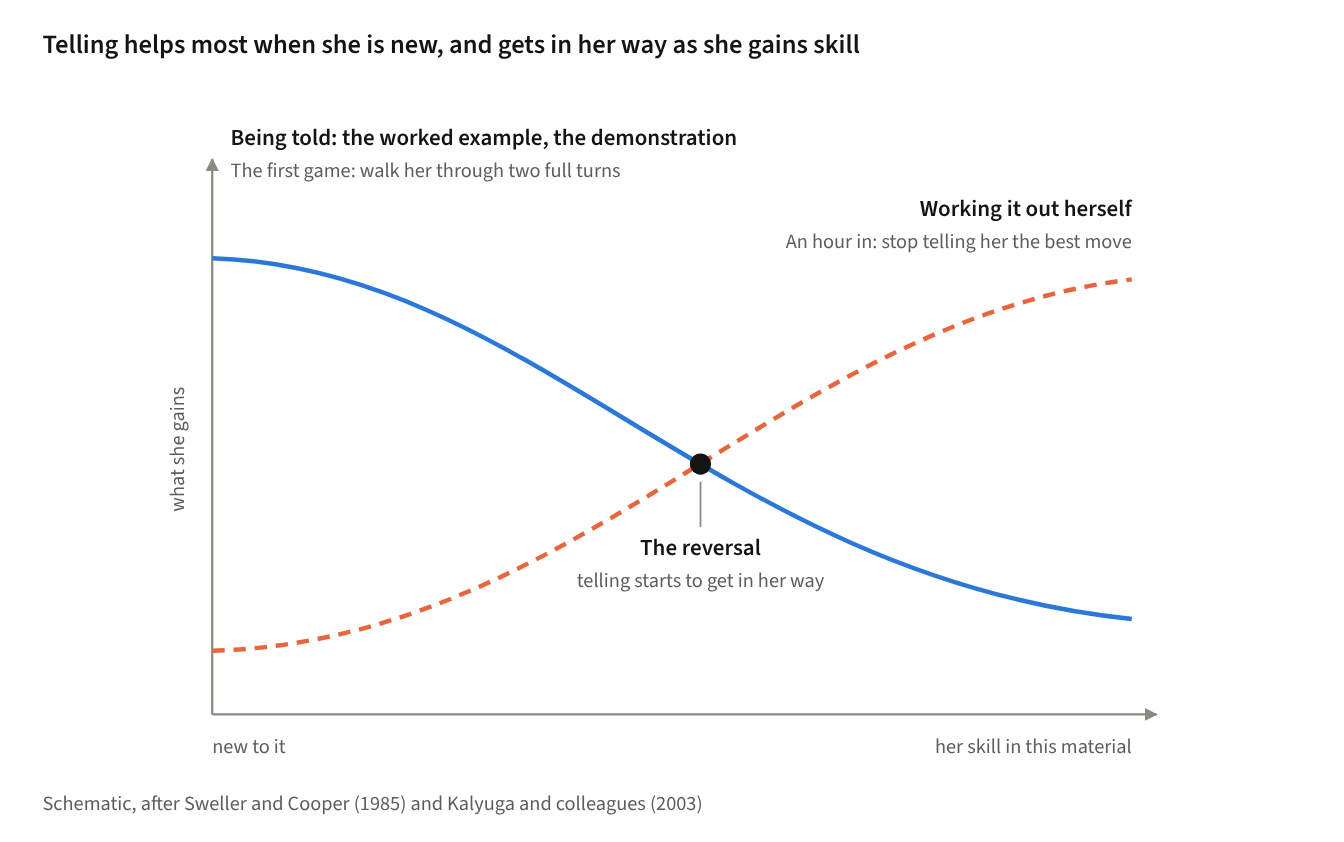 Telling helps most when she is new, and gets in her way as she gains skill
Being told: the worked example, the demonstration
The first game: walk her through two full turns
Working it out herself
An hour in: stop telling her the best move
what she gains
The reversal
telling starts to get in her way
new to it
her skill in this material
Schematic, after Sweller and Cooper (1985) and Kalyuga and colleagues (2003)